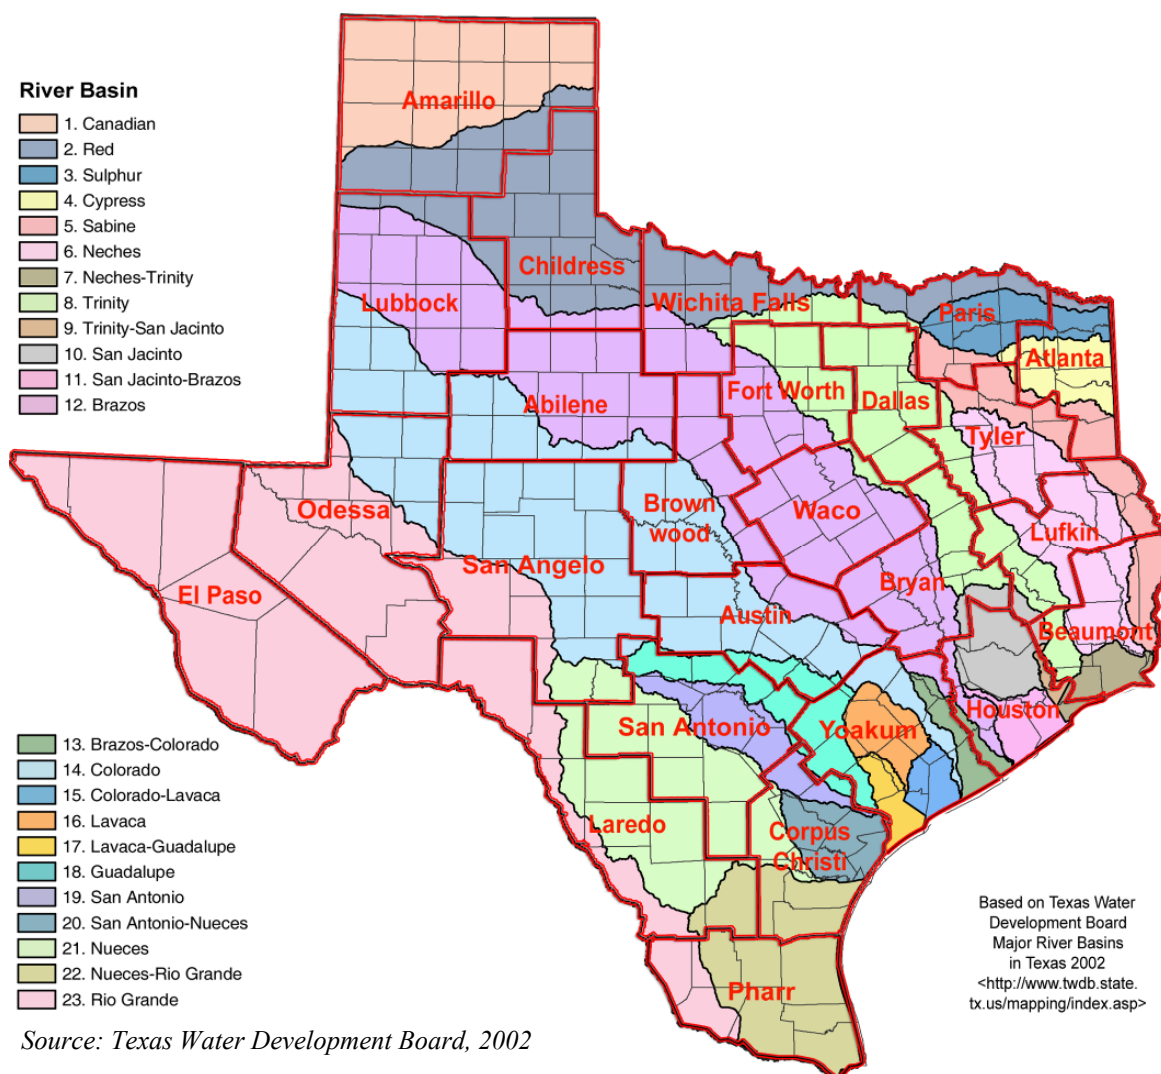 River Basin
1. Canadian
2. Red
3. Sulphur
4. Cypress
5. Sabine
6. Neches
7. Neches-Trinity
8. Trinity
9. Trinity-San Jacinto
10. San Jacinto
11. San Jacinto-Brazos
12. Brazos
Amarillo
Childress
Lubbock
Wichita Falls
Paris
Atlanta
Abilene
Fort Worth
Dallas
Tyler
Odessa
Brown
wood
Waco
Lufkin
San Angelo
Bryan
El Paso
Austin
Beaumont
Houston
San Antonio
Yoakum
Laredo
Corpus
Christi
Pharr
13. Brazos-Colorado
14. Colorado
15. Colorado-Lavaca
16. Lavaca
17. Lavaca-Guadalupe
18. Guadalupe
19. San Antonio
20. San Antonio-Nueces
21. Nueces
22. Nueces-Rio Grande
23. Rio Grande
Based on Texas Water
Development Board
Major River Basins
in Texas 2002
<http://www.twdb.state.
tx.us/mapping/index.asp>
Source: Texas Water Development Board, 2002